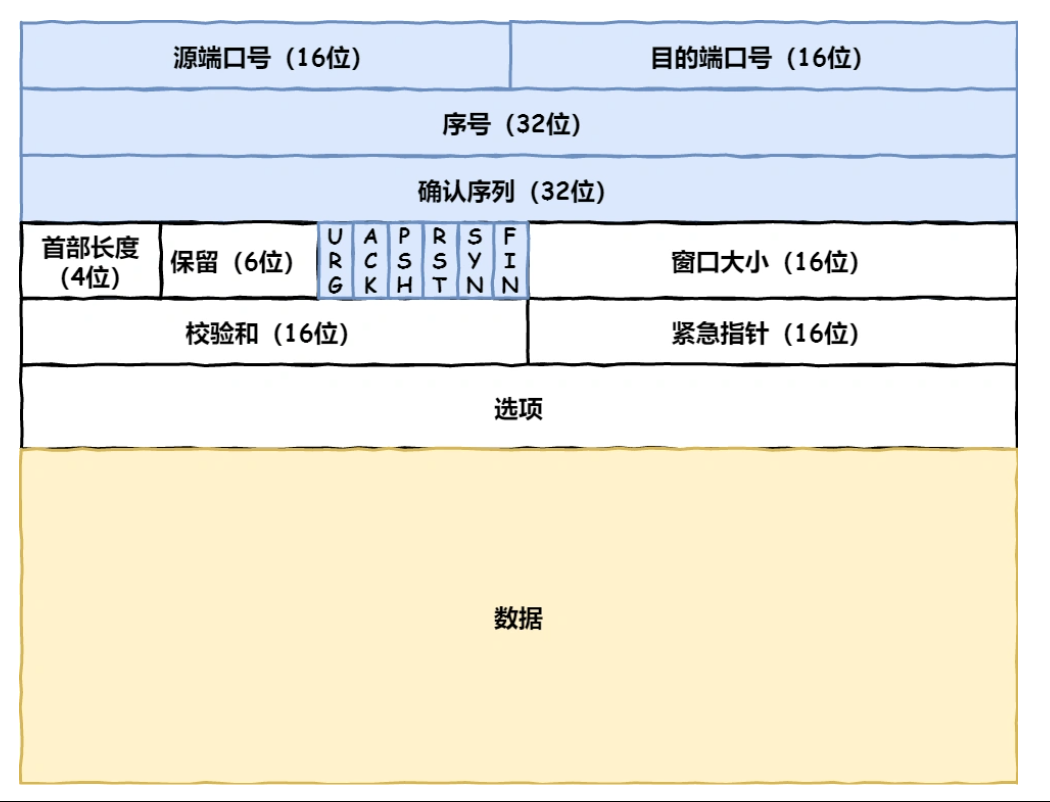 源端口号（16位）
目的端口号（16位）
序号（32位）
确认序列（32位）
首部长度
（4位）
保留（6位）
URG
ACK
PSH
RST
SYN
FIN
窗口大小（16位）
校验和（16位）
紧急指针（16位）
选项
数据